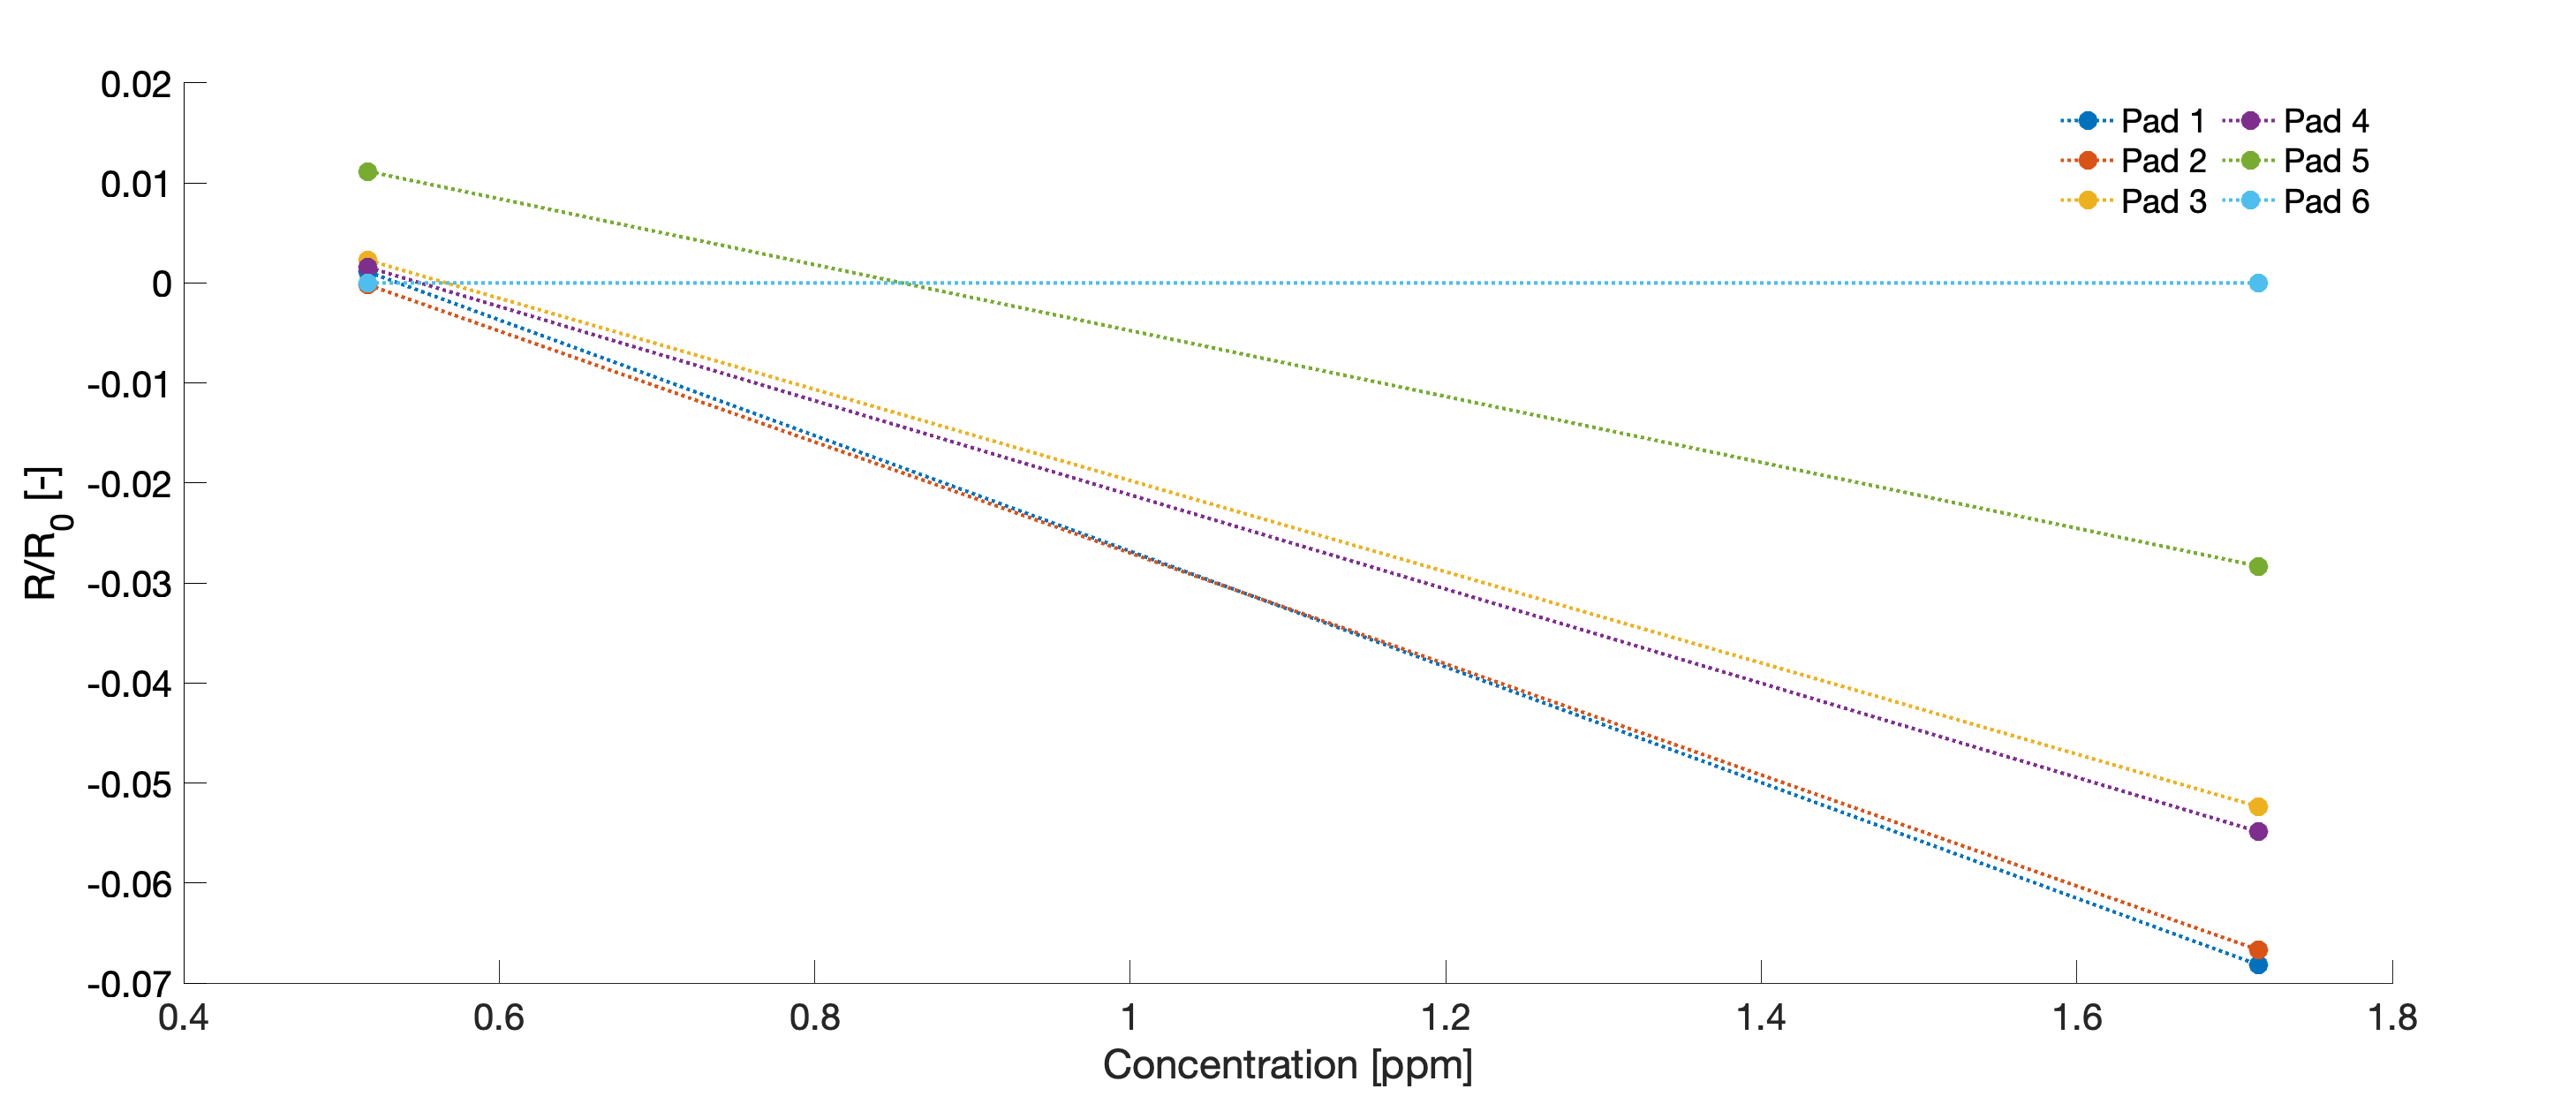 0.02
0.01
0
-0.01
-0.02
-0.03
-0.04
-0.05
-0.06
-0.07
R/R0 [-]
0.4 0.6 0.8 1 1.2 1.4 1.6 1.8
Concentration [ppm]
Pad 1 Pad 4
Pad 2 Pad 5
Pad 3 Pad 6